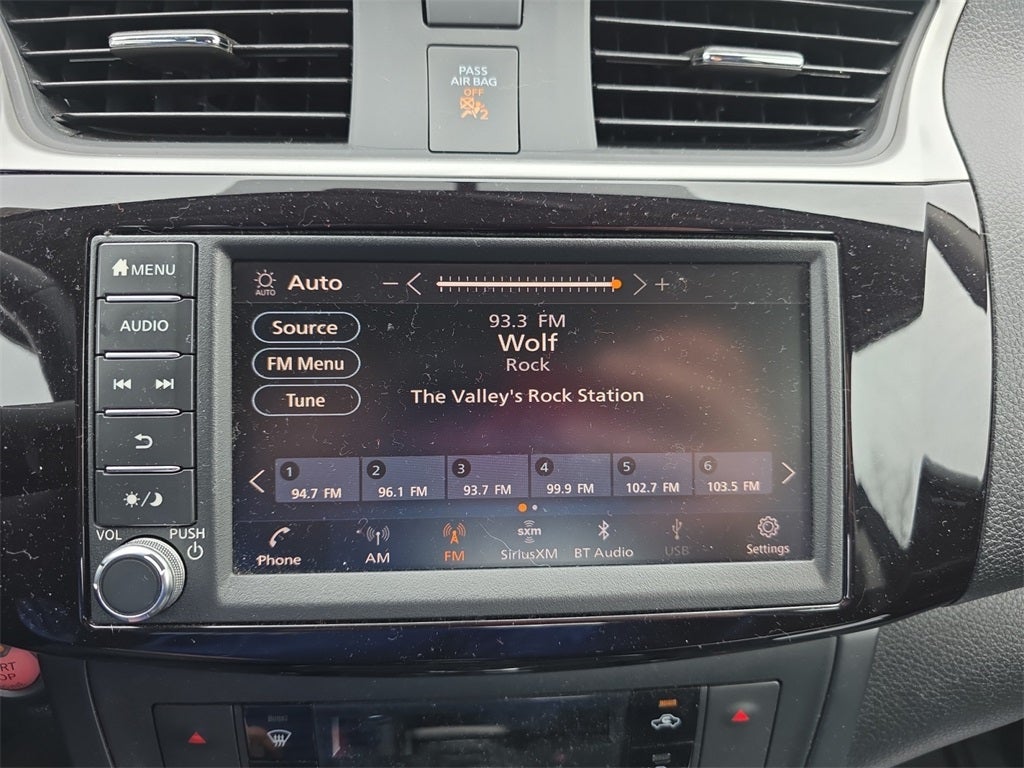 PASS
AIR BAG
OFF
2
MENU
AUDIO
VOL
PUSH
AUTO
Auto
− +
Source
FM Menu
Tune
93.3 FM
Wolf
Rock
The Valley's Rock Station
1 2 3 4 5 6
94.7 FM 96.1 FM 93.7 FM 99.9 FM 102.7 FM 103.5 FM
sxm
Phone AM FM SiriusXM BT Audio USB Settings